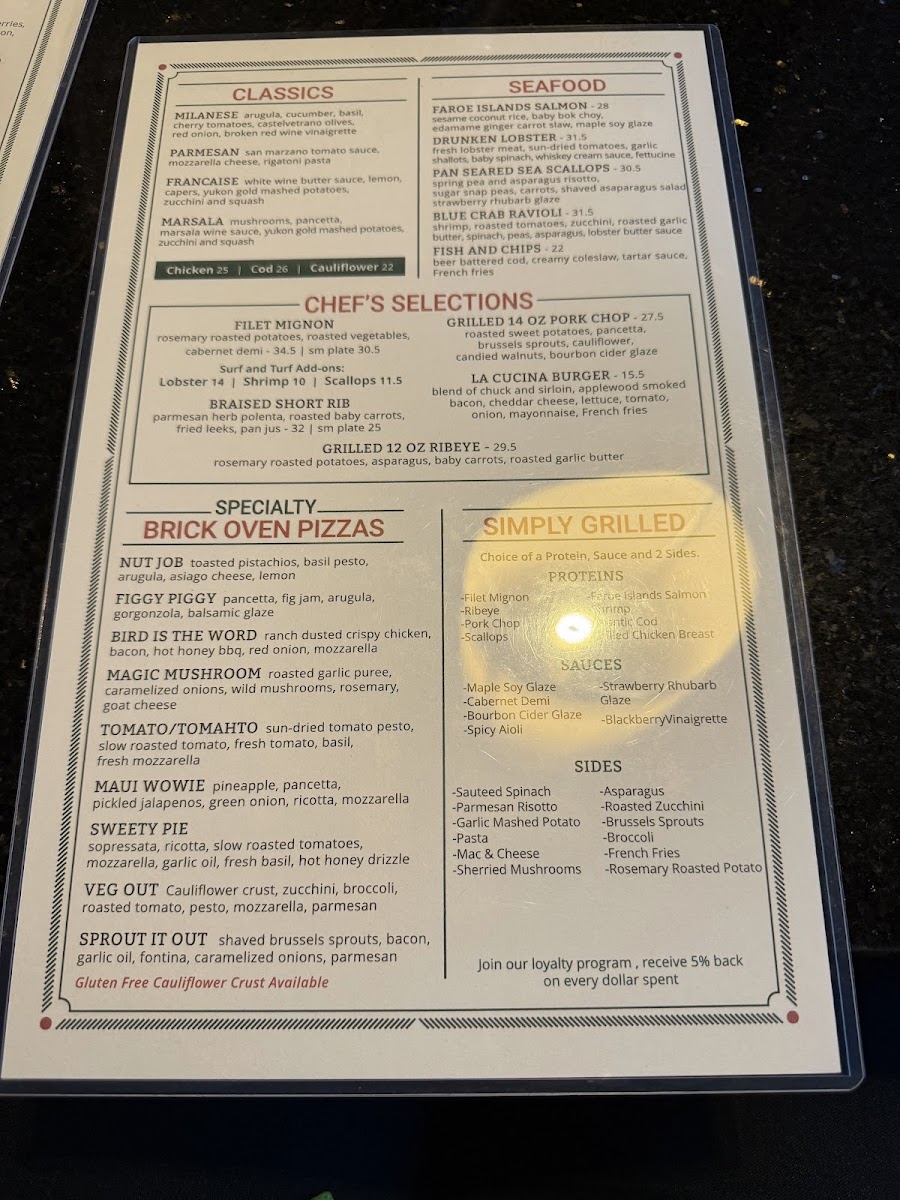 erries,
on,
CLASSICS
MILANESE arugula, cucumber, basil,
cherry tomatoes, castelvetrano olives,
red onion, broken red wine vinaigrette
PARMESAN san marzano tomato sauce,
mozzarella cheese, rigatoni pasta
FRANCAISE white wine butter sauce, lemon,
capers, yukon gold mashed potatoes,
zucchini and squash
MARSALA mushrooms, pancetta,
marsala wine sauce, yukon gold mashed potatoes,
zucchini and squash
Chicken 25 | Cod 26 | Cauliflower 22
SEAFOOD
FAROE ISLANDS SALMON - 28
sesame coconut rice, baby bok choy,
edamame ginger carrot slaw, maple soy glaze
DRUNKEN LOBSTER - 31.5
fresh lobster meat, sun-dried tomatoes, garlic
shallots, baby spinach, whiskey cream sauce, fettucine
PAN SEARED SEA SCALLOPS - 30.5
spring pea and asparagus risotto,
sugar snap peas, carrots, shaved asaparagus salad
strawberry rhubarb glaze
BLUE CRAB RAVIOLI - 31.5
shrimp, roasted tomatoes, zucchini, roasted garlic
butter, spinach, peas, asparagus, lobster butter sauce
FISH AND CHIPS - 22
beer battered cod, creamy coleslaw, tartar sauce,
French fries
CHEF'S SELECTIONS
FILET MIGNON
rosemary roasted potatoes, roasted vegetables,
cabernet demi - 34.5 | sm plate 30.5
Surf and Turf Add-ons:
Lobster 14 | Shrimp 10 | Scallops 11.5
BRAISED SHORT RIB
parmesan herb polenta, roasted baby carrots,
fried leeks, pan jus - 32 | sm plate 25
GRILLED 14 OZ PORK CHOP - 27.5
roasted sweet potatoes, pancetta,
brussels sprouts, cauliflower,
candied walnuts, bourbon cider glaze
LA CUCINA BURGER - 15.5
blend of chuck and sirloin, applewood smoked
bacon, cheddar cheese, lettuce, tomato,
onion, mayonnaise, French fries
GRILLED 12 OZ RIBEYE - 29.5
rosemary roasted potatoes, asparagus, baby carrots, roasted garlic butter
SPECIALTY
BRICK OVEN PIZZAS
NUT JOB toasted pistachios, basil pesto,
arugula, asiago cheese, lemon
FIGGY PIGGY pancetta, fig jam, arugula,
gorgonzola, balsamic glaze
BIRD IS THE WORD ranch dusted crispy chicken,
bacon, hot honey bbq, red onion, mozzarella
MAGIC MUSHROOM roasted garlic puree,
caramelized onions, wild mushrooms, rosemary,
goat cheese
TOMATO/TOMAHTO sun-dried tomato pesto,
slow roasted tomato, fresh tomato, basil,
fresh mozzarella
MAUI WOWIE pineapple, pancetta,
pickled jalapenos, green onion, ricotta, mozzarella
SWEETY PIE
sopressata, ricotta, slow roasted tomatoes,
mozzarella, garlic oil, fresh basil, hot honey drizzle
VEG OUT Cauliflower crust, zucchini, broccoli,
roasted tomato, pesto, mozzarella, parmesan
SPROUT IT OUT shaved brussels sprouts, bacon,
garlic oil, fontina, caramelized onions, parmesan
Gluten Free Cauliflower Crust Available
SIMPLY GRILLED
Choice of a Protein, Sauce and 2 Sides.
PROTEINS
-Filet Mignon
-Ribeye
-Pork Chop
-Scallops
-Faroe Islands Salmon
Cod
Chicken Breast
SAUCES
-Maple Soy Glaze
-Cabernet Demi
-Bourbon Cider Glaze
-Spicy Aioli
-Strawberry Rhubarb
Glaze
-BlackberryVinaigrette
SIDES
-Sauteed Spinach
-Parmesan Risotto
-Garlic Mashed Potato
-Pasta
-Mac & Cheese
-Sherried Mushrooms
-Asparagus
-Roasted Zucchini
-Brussels Sprouts
-Broccoli
-French Fries
-Rosemary Roasted Potato
Join our loyalty program , receive 5% back
on every dollar spent